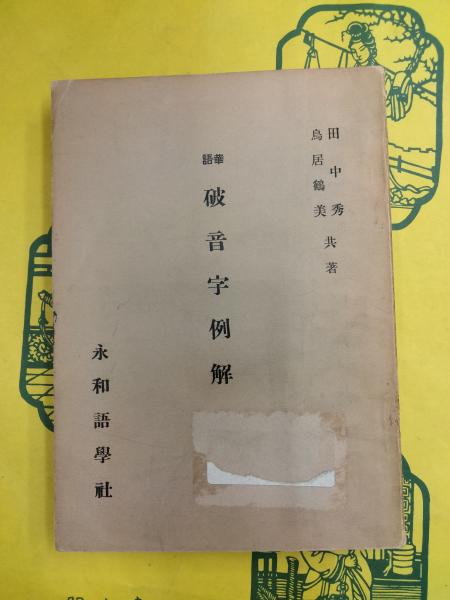 田中秀
鳥居鶴美 共著
華語
破音字例解
永和語學社